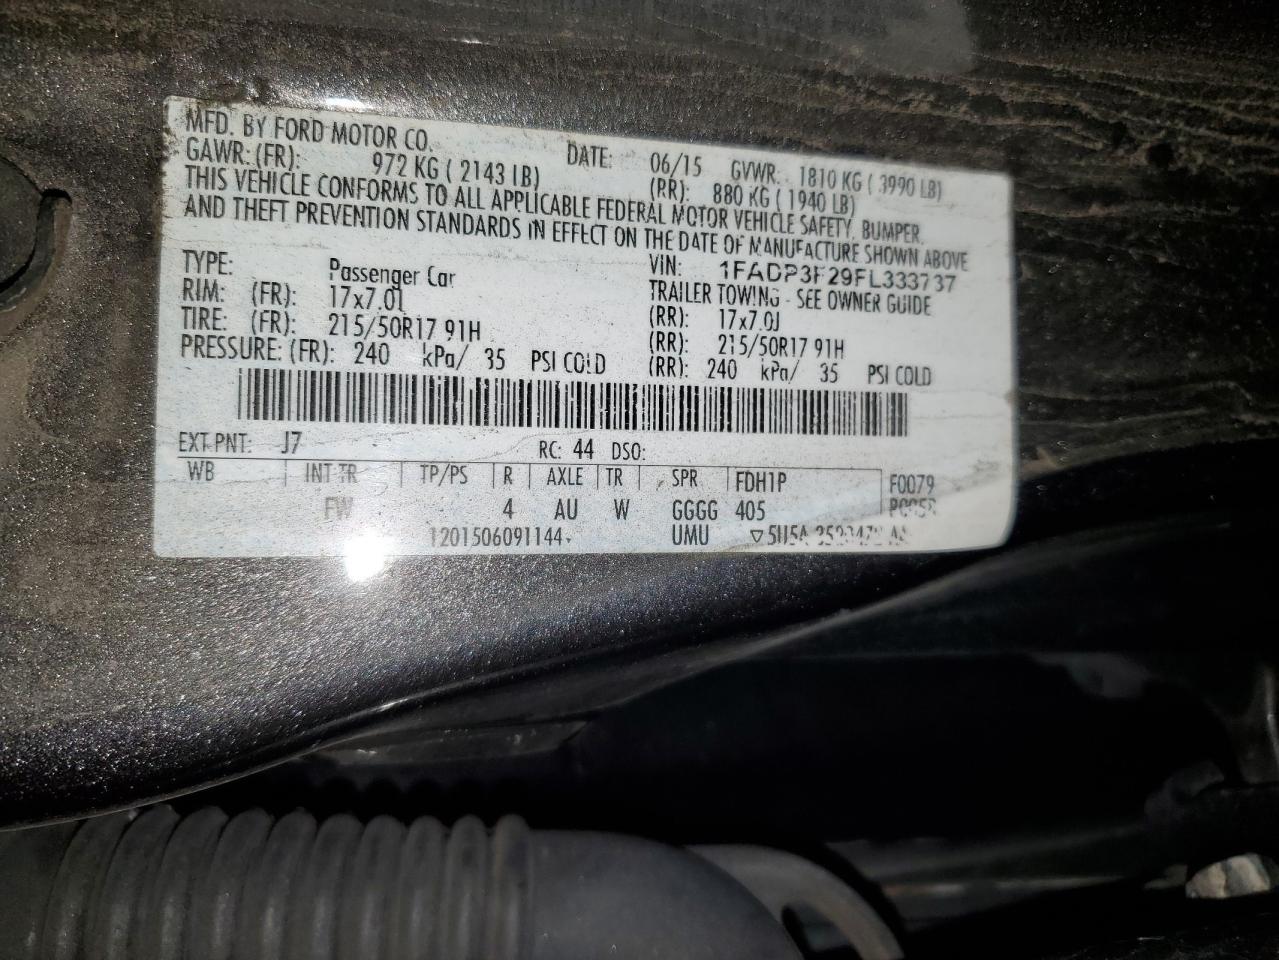 MFD. BY FORD MOTOR CO. DATE: 06/15 GVWR: 1810 KG ( 3990 LB)
GAWR: (FR): 972 KG ( 2143 LB) (RR): 880 KG ( 1940 LB)
THIS VEHICLE CONFORMS TO ALL APPLICABLE FEDERAL MOTOR VEHICLE SAFETY, BUMPER,
AND THEFT PREVENTION STANDARDS IN EFFECT ON THE DATE OF MANUFACTURE SHOWN ABOVE
TYPE: Passenger Car VIN: 1FADP3F29FL333737
TRAILER TOWING - SEE OWNER GUIDE
RIM: (FR): 17x7.0J (RR): 17x7.0J
TIRE: (FR): 215/50R17 91H (RR): 215/50R17 91H
PRESSURE: (FR): 240 kPa/ 35 PSI COLD (RR): 240 kPa/ 35 PSI COLD
EXT PNT: J7 RC: 44 DSO:
WB INT TR TP/PS R AXLE TR SPR FDH1P F0079
FW 4 AU W GGGG 405
1201506091144 UMU